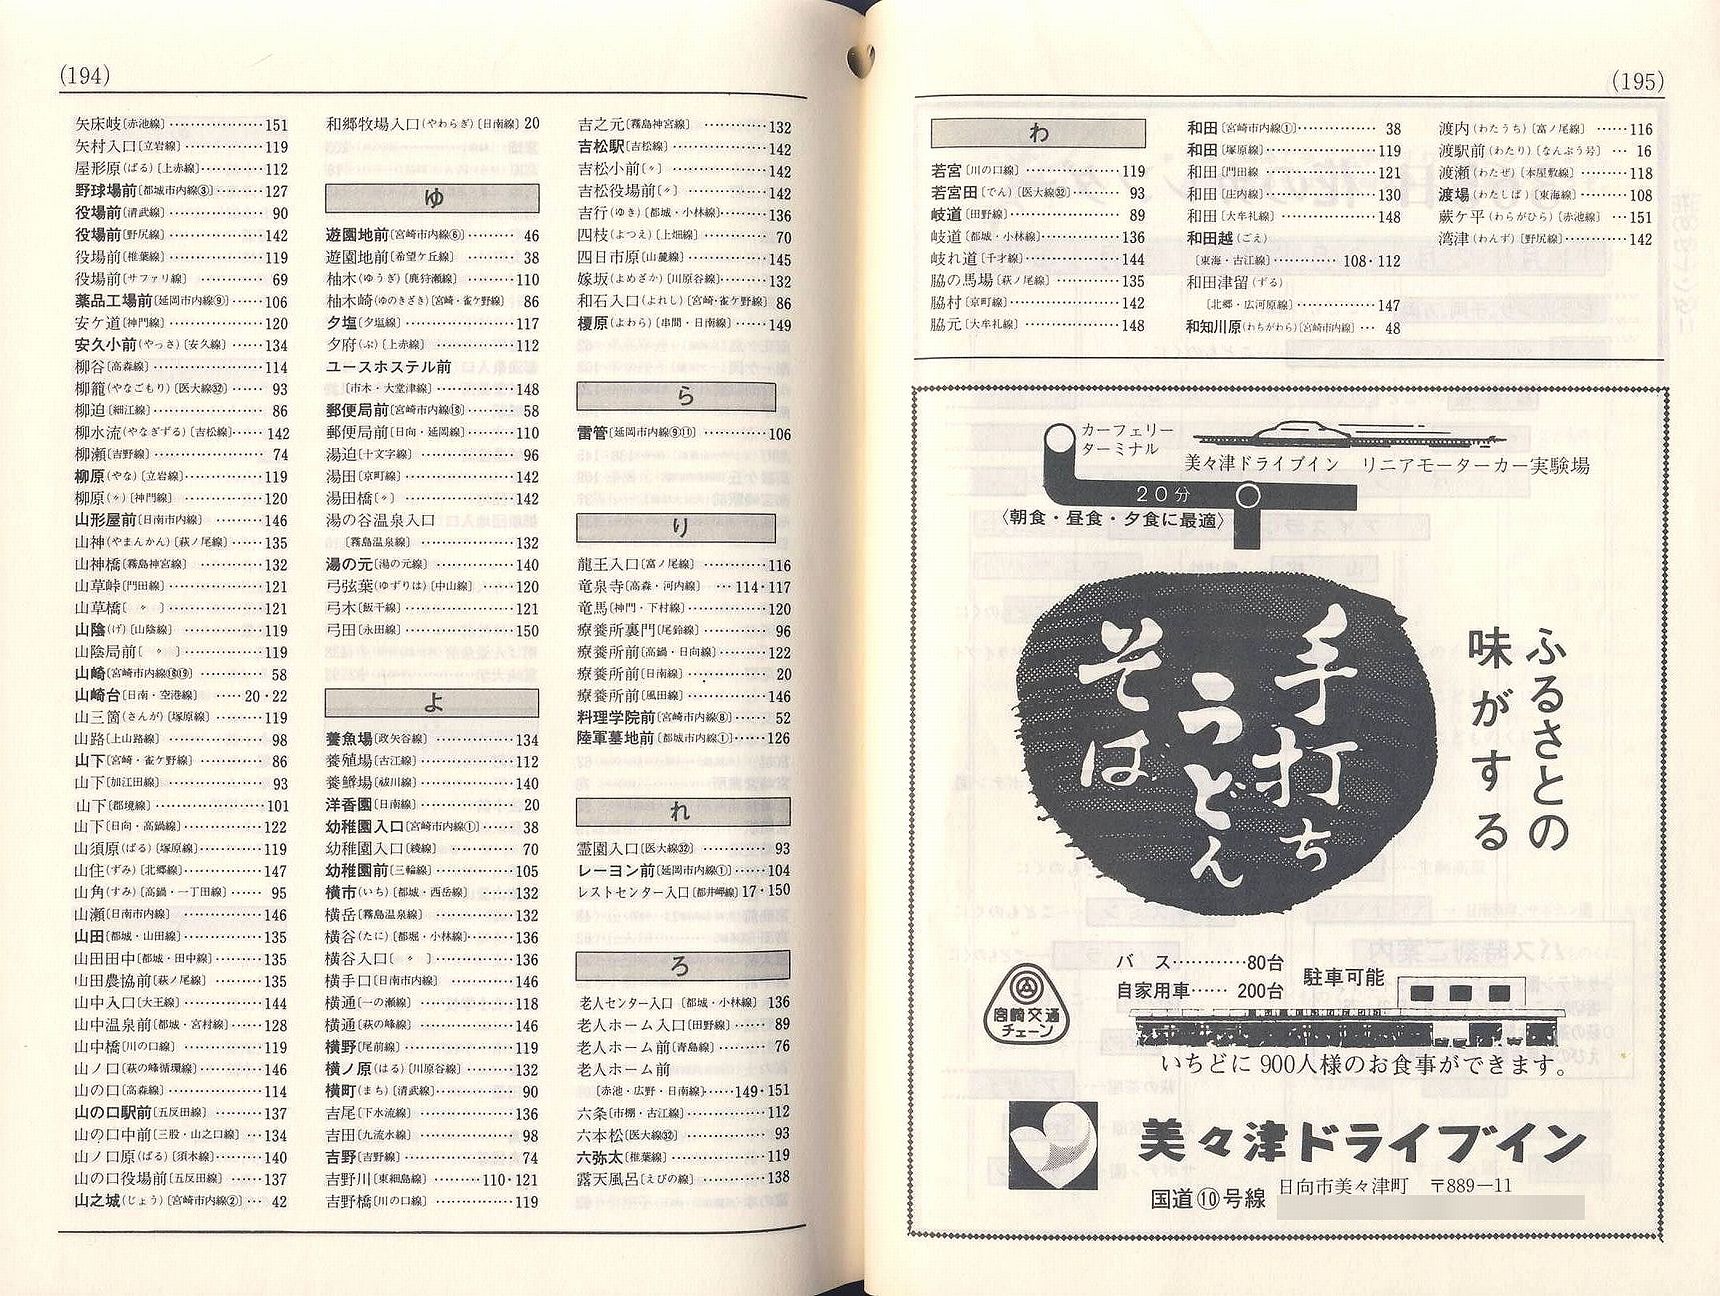 (194)
矢床岐〔赤池線〕………………151
矢村入口〔立岩線〕……………119
屋形原(ばる)〔上赤線〕………112
野球場前〔都城市内線③〕……127
役場前〔清武線〕……………… 90
役場前〔野尻線〕………………142
役場前〔椎葉線〕………………119
役場前〔サファリ線〕………… 69
薬品工場前〔延岡市内線⑨〕…106
安ケ道〔神門線〕………………120
安久小前(やっさ)〔安久線〕…134
柳谷〔高森線〕…………………114
柳籠(やなごもり)〔医大線㉜〕… 93
柳迫〔細江線〕………………… 86
柳水流(やなぎずる)〔吉松線〕…142
柳瀬〔吉野線〕………………… 74
柳原(やな)〔立岩線〕…………119
柳原(〃)〔神門線〕……………120
山形屋前〔日南市内線〕………146
山神(やまんかん)〔萩ノ尾線〕…135
山神橋〔霧島神宮線〕…………132
山草峠〔門田線〕………………121
山草橋〔 〃 〕…………………121
山陰(げ)〔山陰線〕……………119
山陰局前〔 〃 〕………………119
山崎〔宮崎市内線⑱⑲〕……… 58
山崎台〔日南・空港線〕……20・22
山三箇(さんが)〔塚原線〕……119
山路〔上山路線〕……………… 98
山下〔宮崎・雀ケ野線〕……… 86
山下〔加江田線〕……………… 93
山下〔都境線〕…………………101
山下〔日向・高鍋線〕…………122
山須原(ばる)〔塚原線〕………119
山住(ずみ)〔北郷線〕…………147
山角(すみ)〔高鍋・一丁田線〕… 95
山瀬〔日南市内線〕……………146
山田〔都城・山田線〕…………135
山田田中〔都城・田中線〕……135
山田農協前〔萩ノ尾線〕………135
山中入口〔大王線〕……………144
山中温泉前〔都城・宮村線〕…128
山中橋〔川の口線〕……………119
山ノ口〔萩の峰循環線〕………146
山の口〔高森線〕………………114
山の口駅前〔五反田線〕………137
山の口中前〔三股・山之口線〕…134
山ノ口原(ばる)〔須木線〕……140
山の口役場前〔五反田線〕……137
山之城(じょう)〔宮崎市内線②〕… 42
和郷牧場入口(やわらぎ)〔日南線〕20
ゆ
遊園地前〔宮崎市内線⑥〕…… 46
遊園地前〔希望ケ丘線〕……… 38
柚木(ゆうぎ)〔鹿狩瀬線〕……110
柚木崎(ゆのきざき)〔宮崎・雀ケ野線〕 86
夕塩〔夕塩線〕…………………117
夕府(ぶ)〔上赤線〕……………112
ユースホステル前
〔市木・大堂津線〕……………148
郵便局前〔宮崎市内線⑱〕…… 58
郵便局前〔日向・延岡線〕……110
湯迫〔十文字線〕……………… 96
湯田〔京町線〕…………………142
湯田橋〔〃〕……………………142
湯の谷温泉入口
〔霧島温泉線〕…………………132
湯の元〔湯の元線〕……………140
弓弦葉(ゆずりは)〔中山線〕…120
弓木〔飯干線〕…………………121
弓田〔永田線〕…………………150
よ
養魚場〔政矢谷線〕……………134
養殖場〔古江線〕………………112
養鱒場〔祓川線〕………………140
洋香園〔日南線〕……………… 20
幼稚園入口〔宮崎市内線①〕… 38
幼稚園入口〔綾線〕…………… 70
幼稚園前〔三輪線〕……………105
横市(いち)〔都城・西岳線〕…132
横岳〔霧島温泉線〕……………132
横谷(たに)〔都堀・小林線〕…136
横谷入口〔 〃 〕………………136
横手口〔日南市内線〕…………146
横通〔一の瀬線〕………………118
横通〔萩の峰線〕………………146
横野〔尾前線〕…………………119
横ノ原(はる)〔川原谷線〕……132
横町(まち)〔清武線〕………… 90
吉尾〔下水流線〕………………136
吉田〔九流水線〕……………… 98
吉野〔吉野線〕………………… 74
吉野川〔東細島線〕………110・121
吉野橋〔川の口線〕……………119
吉之元〔霧島神宮線〕…………132
吉松駅〔吉松線〕………………142
吉松小前〔〃〕…………………142
吉松役場前〔〃〕………………142
吉行(ゆき)〔都城・小林線〕…136
四枝(よつえ)〔上畑線〕……… 70
四日市原〔山麓線〕……………145
嫁坂(よめざか)〔川原谷線〕…132
和石入口(よれし)〔宮崎・雀ケ野線〕 86
榎原(よわら)〔串間・日南線〕…149
ら
雷管〔延岡市内線⑨⑪〕………106
り
龍王入口〔富ノ尾線〕…………116
竜泉寺〔高森・河内線〕…114・117
竜馬〔神門・下村線〕…………120
療養所裏門〔尾鈴線〕………… 96
療養所前〔高鍋・日向線〕……122
療養所前〔日南線〕…………… 20
療養所前〔風田線〕……………146
料理学院前〔宮崎市内線⑧〕… 52
陸軍墓地前〔都城市内線①〕…126
れ
霊園入口〔医大線㉜〕………… 93
レーヨン前〔延岡市内線①〕…104
レストセンター入口〔都井岬線〕17・150
ろ
老人センター入口〔都城・小林線〕136
老人ホーム入口〔田野線〕…… 89
老人ホーム前〔青島線〕……… 76
老人ホーム前
〔赤池・広野・日南線〕……149・151
六条〔市棚・古江線〕…………112
六本松〔医大線㉜〕…………… 93
六弥太〔椎葉線〕………………119
露天風呂〔えびの線〕…………138
(195)
わ
若宮〔川の口線〕………………119
若宮田(でん)〔医大線㉜〕…… 93
岐道〔田野線〕………………… 89
岐道〔都城・小林線〕…………136
岐れ道〔千才線〕………………144
脇の馬場〔萩ノ尾線〕…………135
脇村〔京町線〕…………………142
脇元〔大牟礼線〕………………148
和田〔宮崎市内線①〕………… 38
和田〔塚原線〕…………………119
和田〔門田線〕…………………121
和田〔庄内線〕…………………130
和田〔大牟礼線〕………………148
和田越(ごえ)
〔東海・古江線〕…………108・112
和田津留(ずる)
〔北郷・広河原線〕……………147
和知川原(わちがわら)〔宮崎市内線〕… 48
渡内(わたうち)〔富ノ尾線〕……116
渡駅前(わたり)〔なんぷう号〕… 16
渡瀬(わたぜ)〔本屋敷線〕……118
渡場(わたしば)〔東海線〕……108
蕨ケ平(わらがひら)〔赤池線〕…151
湾津(わんず)〔野尻線〕………142
カーフェリー
ターミナル
美々津ドライブイン リニアモーターカー実験場
20分
〈朝食・昼食・夕食に最適〉
ふるさとの
味がする
手打ち
うどん
そば
バ ス…………80台
自家用車…… 200台
駐車可能
宮崎交通
チェーン
いちどに 900人様のお食事ができます。
美々津ドライブイン
国道⑩号線 日向市美々津町 〒889-11